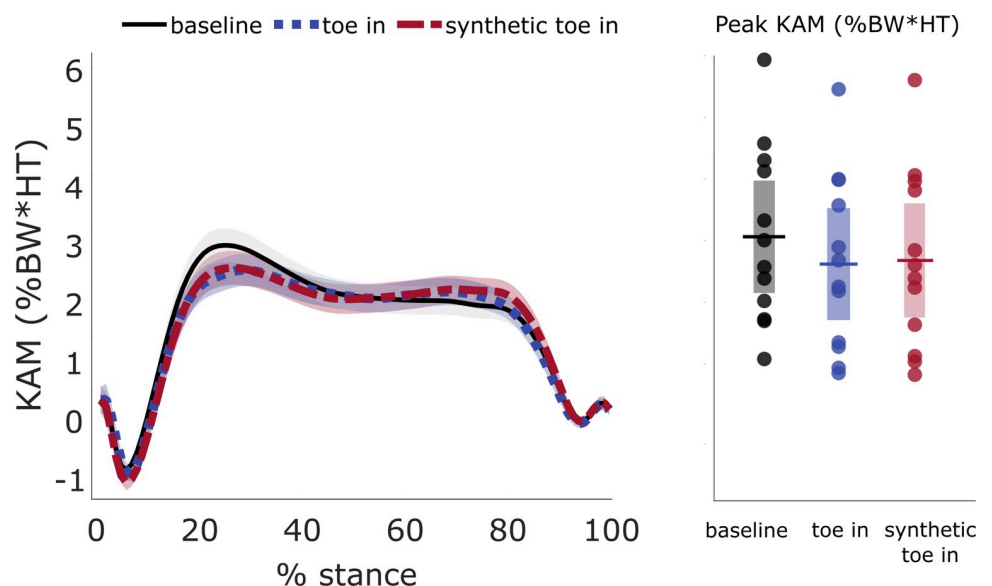 baseline toe in synthetic toe in
Peak KAM (%BW*HT)
KAM (%BW*HT)
6
5
4
3
2
1
0
-1
0 20 40 60 80 100
% stance
baseline toe in synthetic
toe in